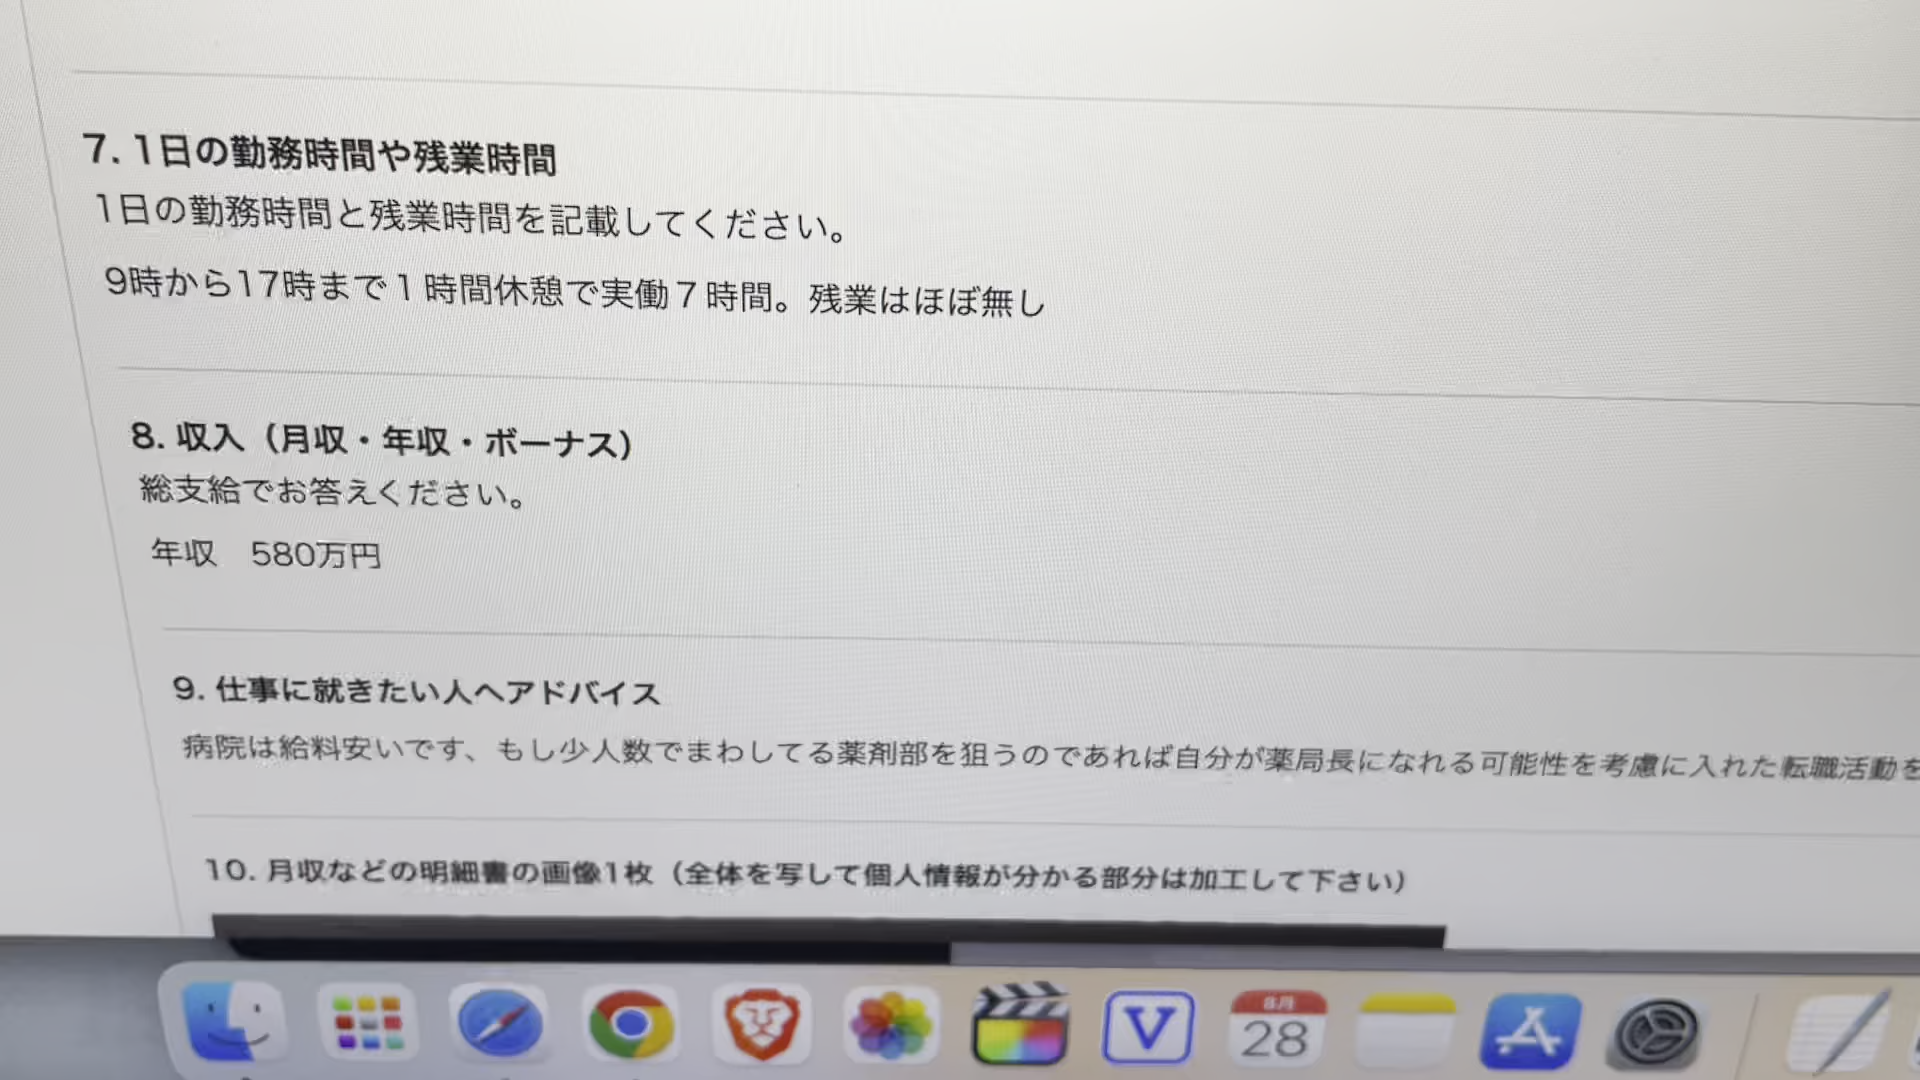 7. 1日の勤務時間や残業時間
1日の勤務時間と残業時間を記載してください。
9時から17時まで1時間休憩で実働7時間。残業はほぼ無し
8. 収入（月収・年収・ボーナス）
総支給でお答えください。
年収　580万円
9. 仕事に就きたい人へアドバイス
病院は給料安いです、もし少人数でまわしてる薬剤部を狙うのであれば自分が薬局長になれる可能性を考慮に入れた転職活動を
10. 月収などの明細書の画像1枚（全体を写して個人情報が分かる部分は加工して下さい）
V
8月
28